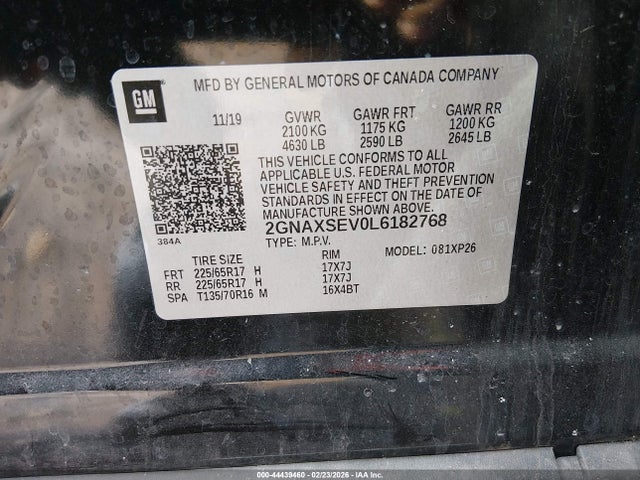 GM
MFD BY GENERAL MOTORS OF CANADA COMPANY
11/19 GVWR GAWR FRT GAWR RR
2100 KG 1175 KG 1200 KG
4630 LB 2590 LB 2645 LB
THIS VEHICLE CONFORMS TO ALL
APPLICABLE U.S. FEDERAL MOTOR
VEHICLE SAFETY AND THEFT PREVENTION
STANDARDS IN EFFECT ON THE DATE OF
MANUFACTURE SHOWN ABOVE.
384A
2GNAXSEV0L6182768
TYPE: M.P.V. MODEL: 081XP26
TIRE SIZE RIM
FRT 225/65R17 H 17X7J
RR 225/65R17 H 17X7J
SPA T135/70R16 M 16X4BT
000-44439460 - 02/23/2026 - IAA, LLC